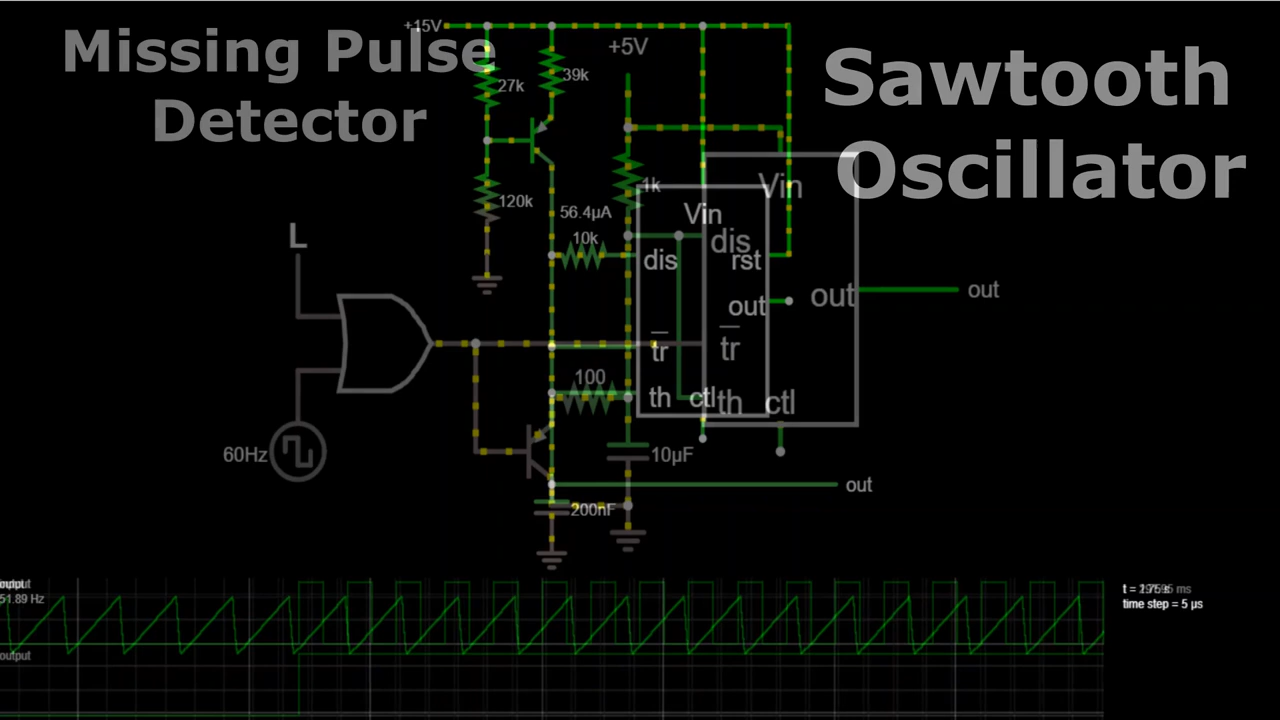 Missing Pulse
Detector
Sawtooth
Oscillator
+15V
+5V
27k
39k
120k
1k
56.4μA
10k
Vin
Vin
dis
dis
rst
out
out
out
L
tr
tr
100
th
ctl
th
ctl
60Hz
10μF
out
200nF
51.89 Hz
output
time step = 5 μs